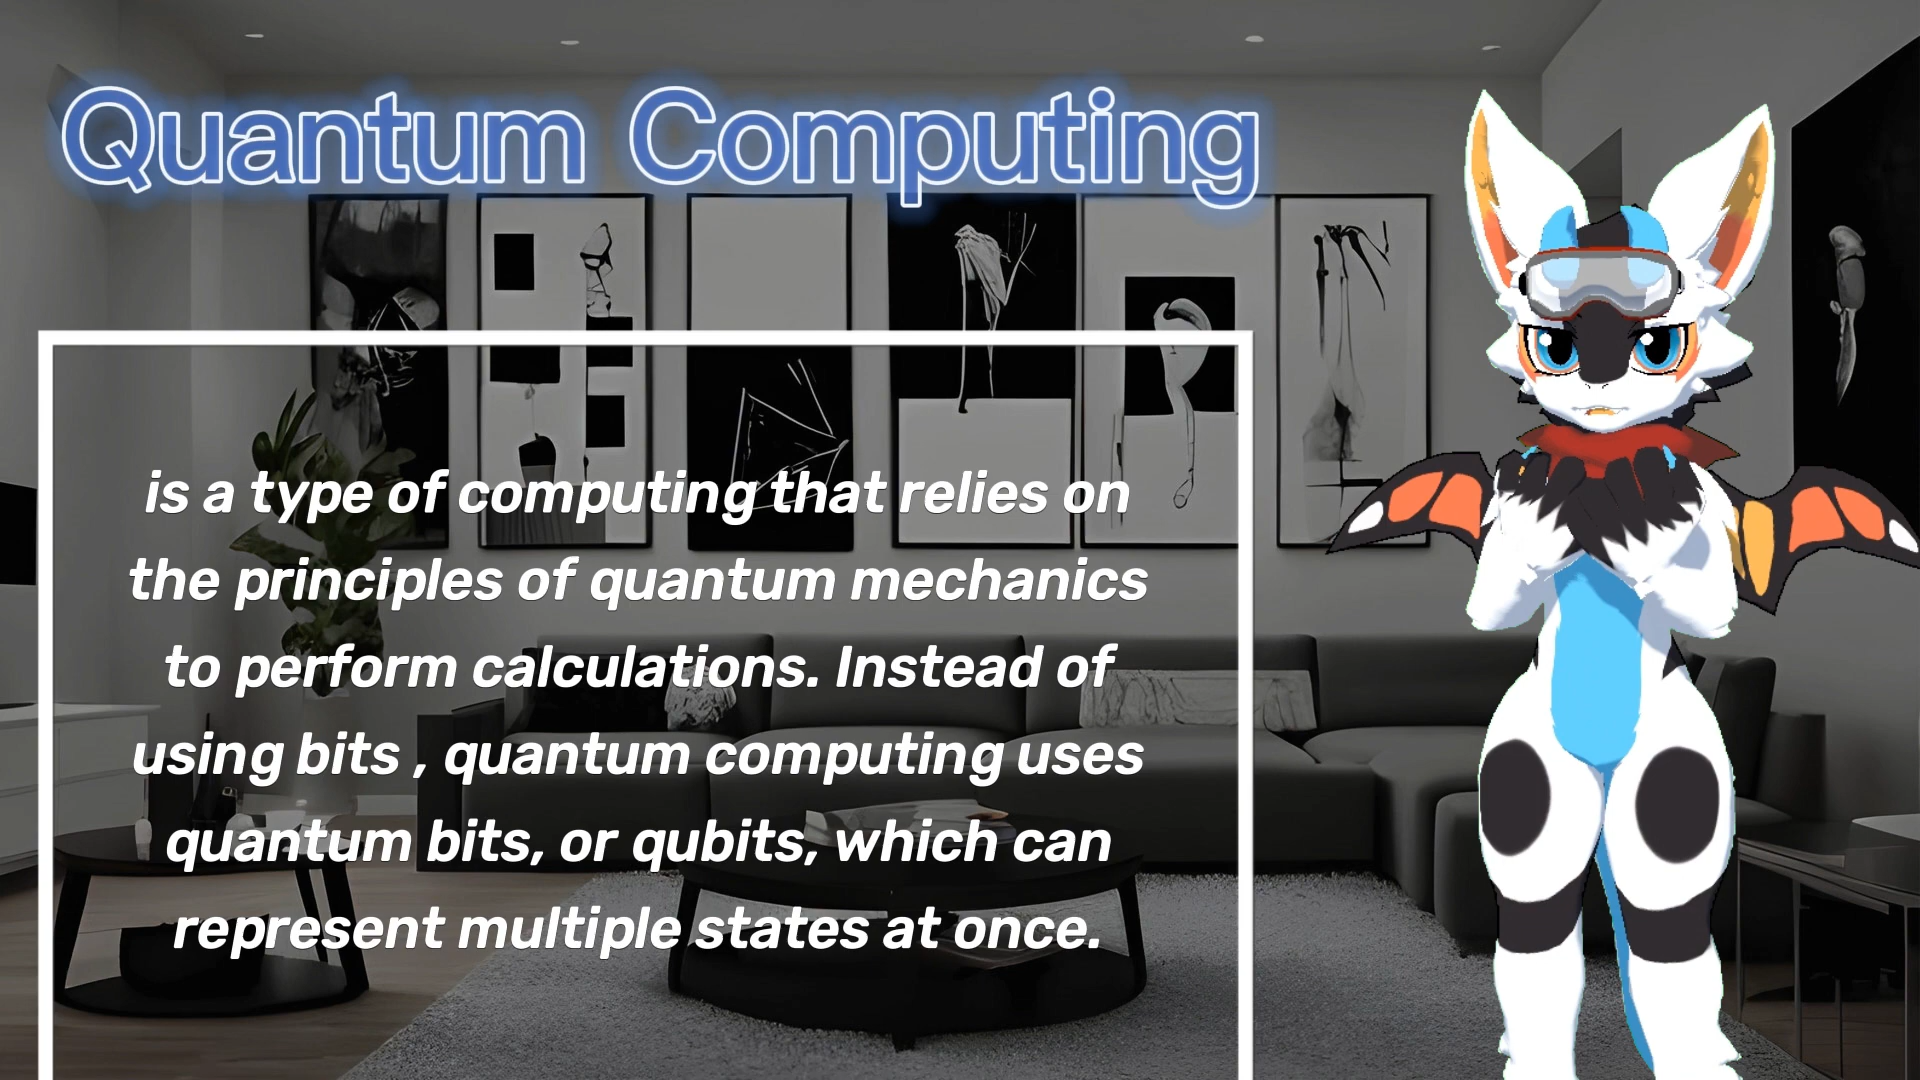 Quantum Computing
is a type of computing that relies on
the principles of quantum mechanics
to perform calculations. Instead of
using bits , quantum computing uses
quantum bits, or qubits, which can
represent multiple states at once.